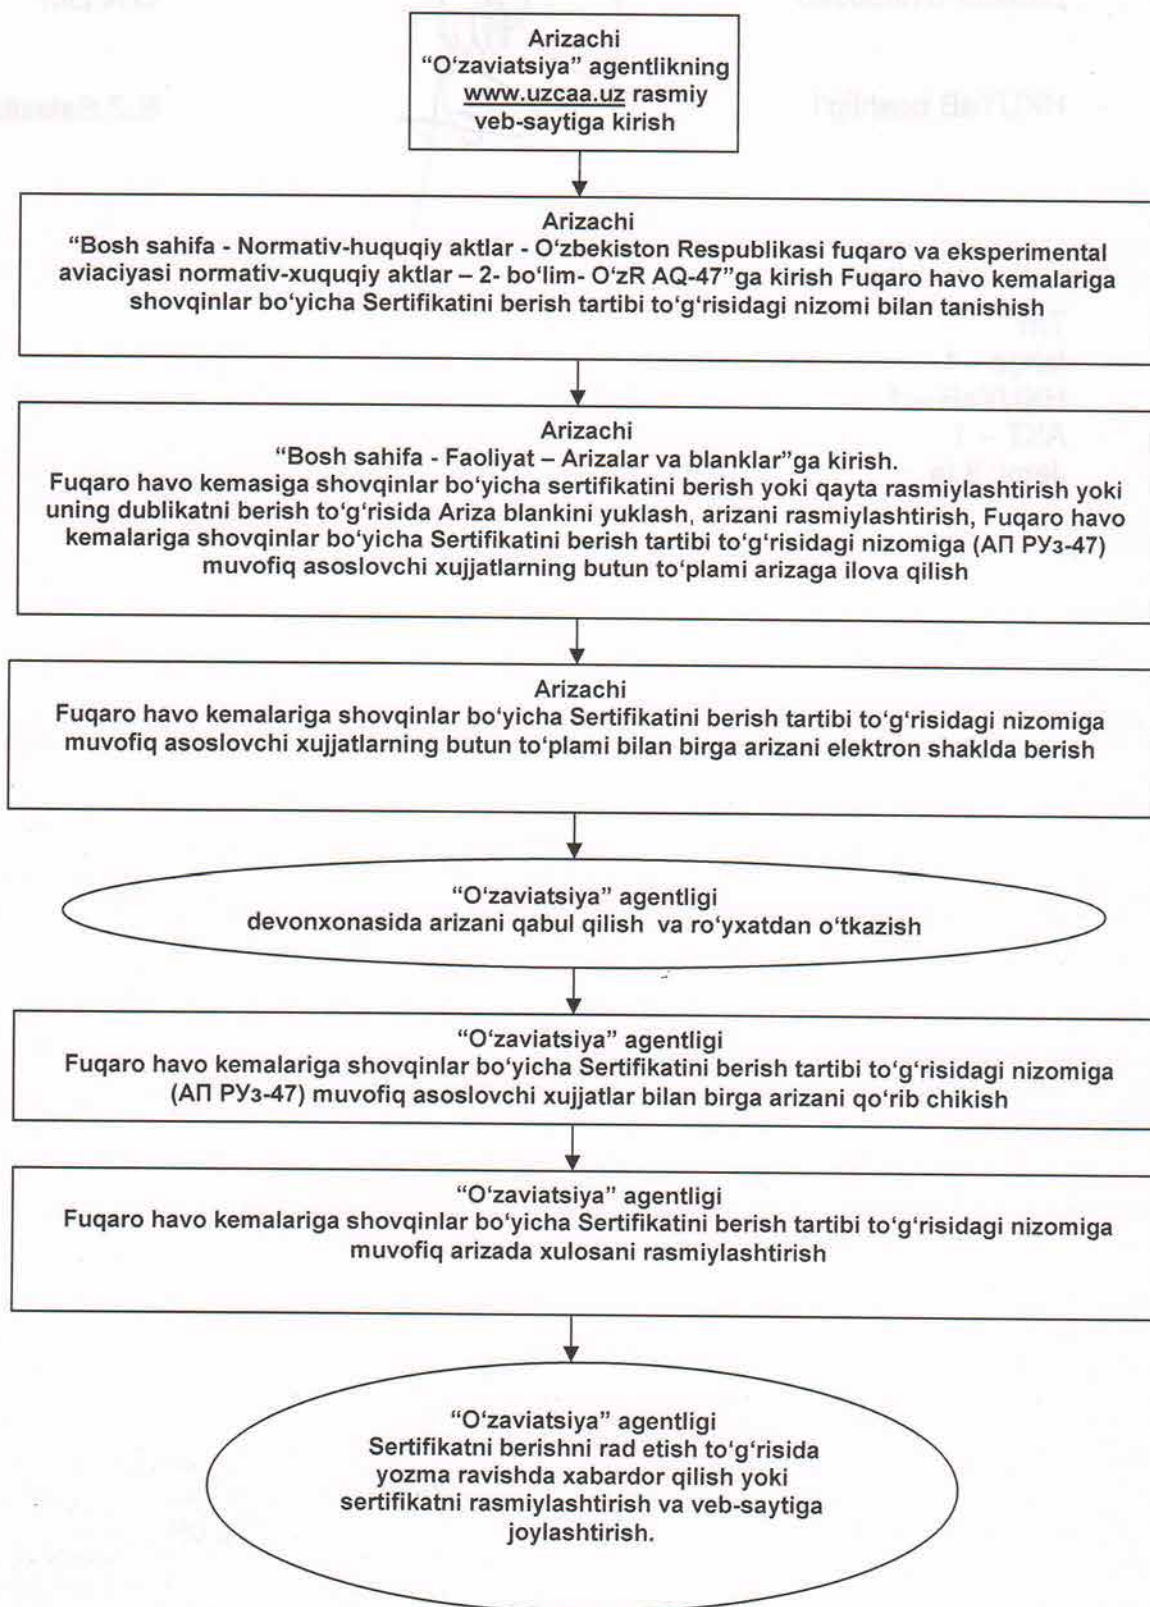 Arizachi
“O‘zaviatsiya” agentlikning
www.uzcaa.uz rasmiy
veb-saytiga kirish
Arizachi
“Bosh sahifa - Normativ-huquqiy aktlar - O‘zbekiston Respublikasi fuqaro va eksperimental
aviaciyasi normativ-xuquqiy aktlar – 2- bo‘lim- O‘zR AQ-47”ga kirish Fuqaro havo kemalariga
shovqinlar bo‘yicha Sertifikatini berish tartibi to‘g‘risidagi nizomi bilan tanishish
Arizachi
“Bosh sahifa - Faoliyat – Arizalar va blanklar”ga kirish.
Fuqaro havo kemasiga shovqinlar bo‘yicha sertifikatini berish yoki qayta rasmiylashtirish yoki
uning dublikatni berish to‘g‘risida Ariza blankini yuklash, arizani rasmiylashtirish, Fuqaro havo
kemalariga shovqinlar bo‘yicha Sertifikatini berish tartibi to‘g‘risidagi nizomiga (АП РУз-47)
muvofiq asoslovchi xujjatlarning butun to‘plami arizaga ilova qilish
Arizachi
Fuqaro havo kemalariga shovqinlar bo‘yicha Sertifikatini berish tartibi to‘g‘risidagi nizomiga
muvofiq asoslovchi xujjatlarning butun to‘plami bilan birga arizani elektron shaklda berish
“O‘zaviatsiya” agentligi
devonxonasida arizani qabul qilish va ro‘yxatdan o‘tkazish
“O‘zaviatsiya” agentligi
Fuqaro havo kemalariga shovqinlar bo‘yicha Sertifikatini berish tartibi to‘g‘risidagi nizomiga
(АП РУз-47) muvofiq asoslovchi xujjatlar bilan birga arizani qo‘rib chikish
“O‘zaviatsiya” agentligi
Fuqaro havo kemalariga shovqinlar bo‘yicha Sertifikatini berish tartibi to‘g‘risidagi nizomiga
muvofiq arizada xulosani rasmiylashtirish
“O‘zaviatsiya” agentligi
Sertifikatni berishni rad etish to‘g‘risida
yozma ravishda xabardor qilish yoki
sertifikatni rasmiylashtirish va veb-saytiga
joylashtirish.